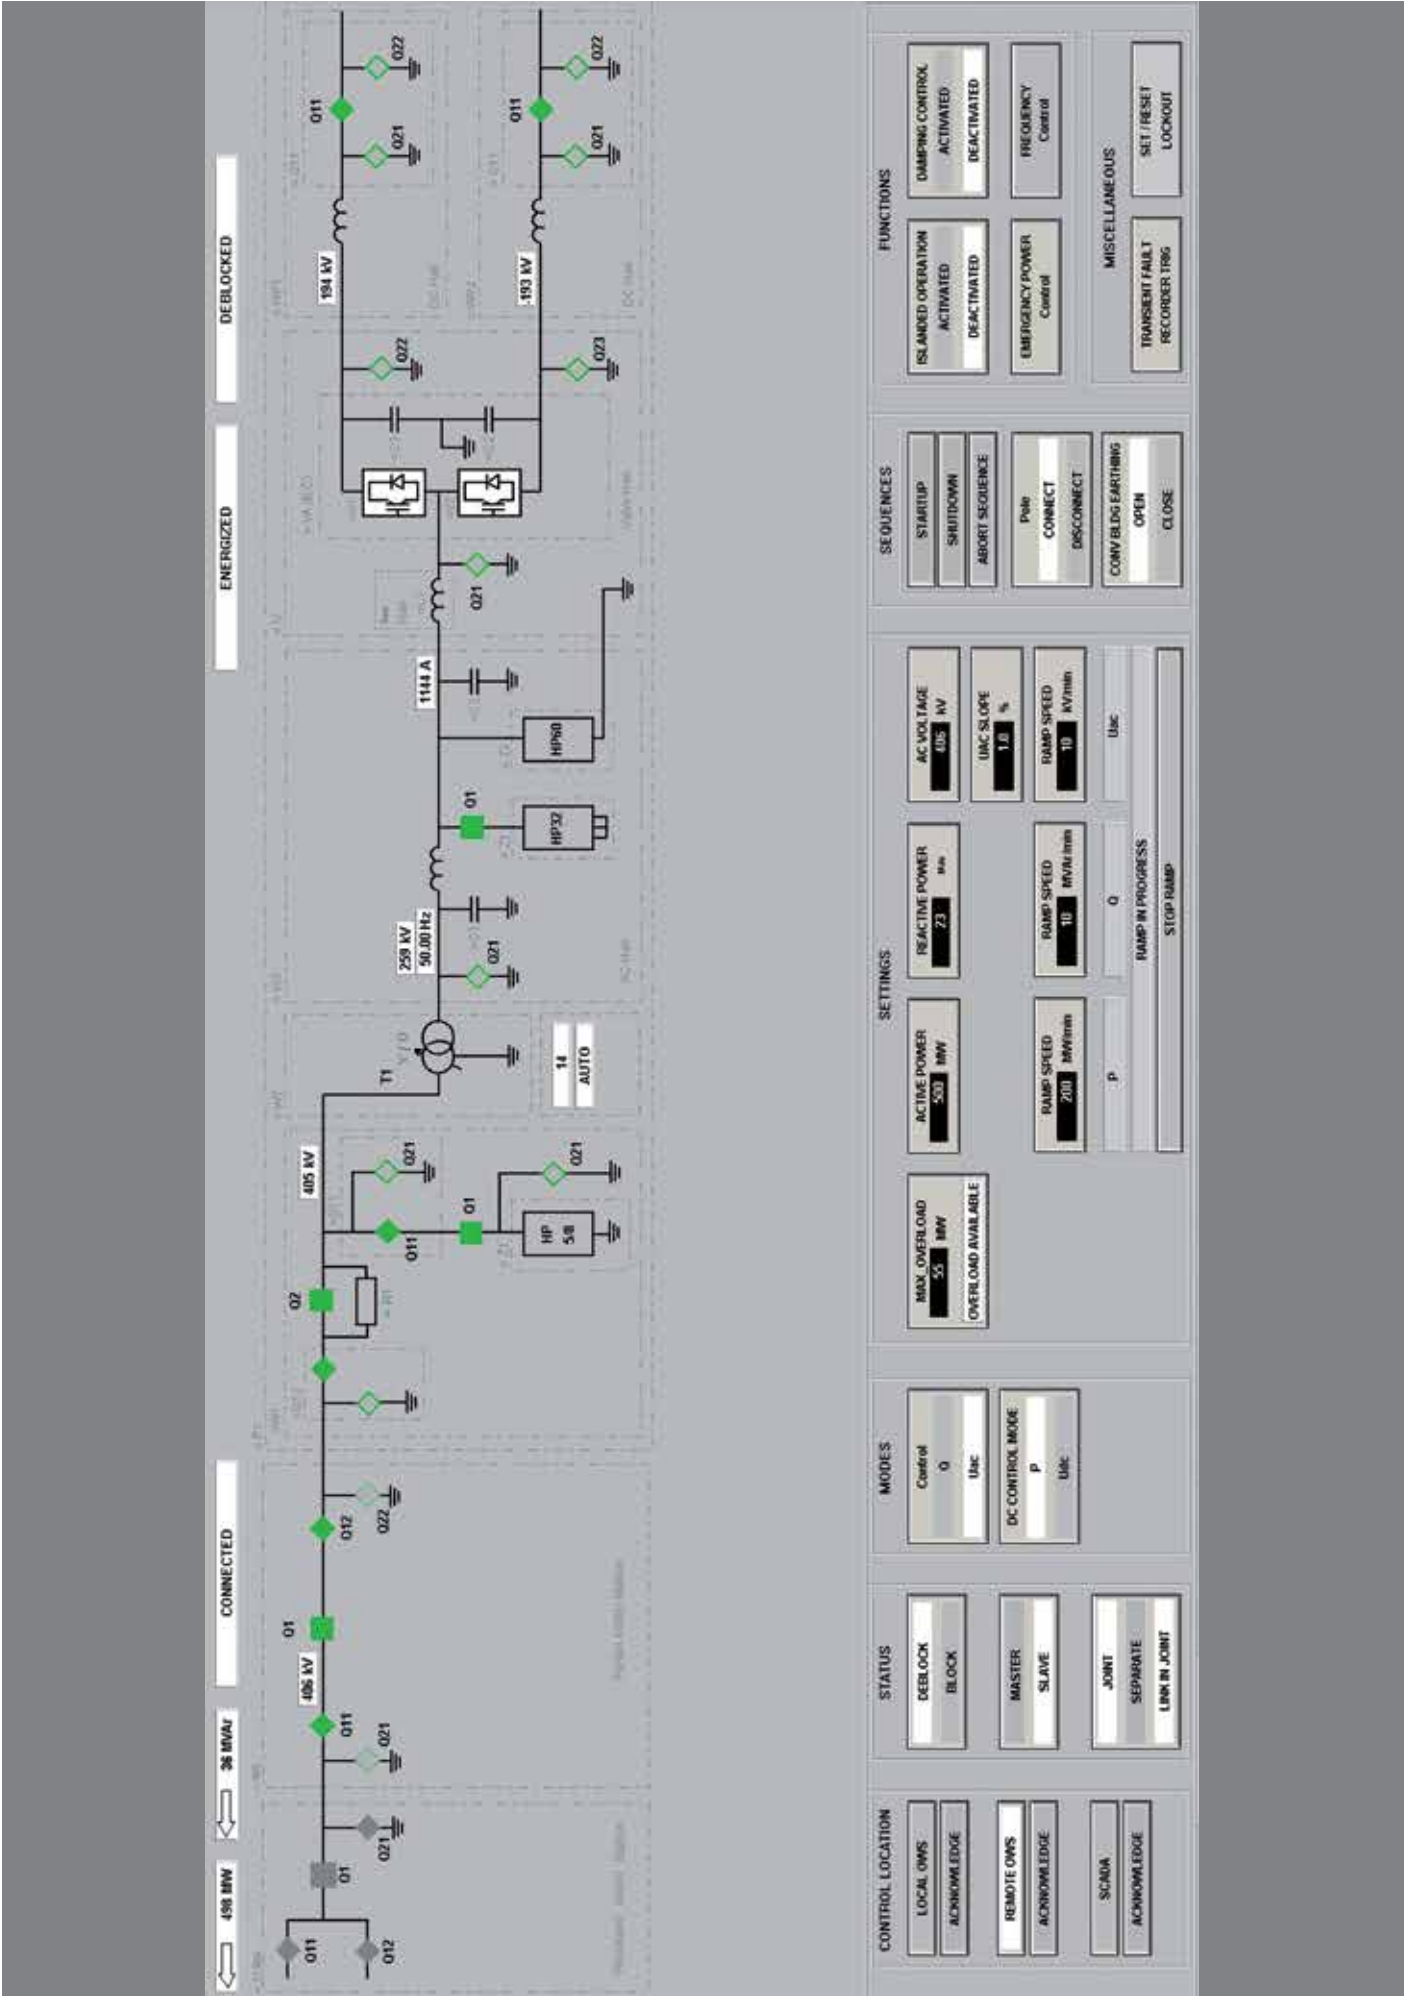 498 MW
36 MVAr
CONNECTED
ENERGIZED
DEBLOCKED
Q11
Q12
Q1
Q21
Q11
Q21
406 kV
Q1
Q12
Q22
Q2
405 kV
Q11
Q21
Q1
Q21
HP
5/8
T1
Y / D
14
AUTO
259 kV
50.00 Hz
Q21
Q1
HP32
HP60
1144 A
Q21
Q22
Q23
194 kV
-193 kV
Q21
Q11
Q22
Q21
Q11
Q22
CONTROL LOCATION
LOCAL OWS
ACKNOWLEDGE
REMOTE OWS
ACKNOWLEDGE
SCADA
ACKNOWLEDGE
STATUS
DEBLOCK
BLOCK
MASTER
SLAVE
JOINT
SEPARATE
LINK IN JOINT
MODES
Control
Q
Uac
DC CONTROL MODE
P
Udc
SETTINGS
MAX_OVERLOAD
55 MW
OVERLOAD AVAILABLE
ACTIVE POWER
500 MW
REACTIVE POWER
23
AC VOLTAGE
406 kV
UAC SLOPE
1.0 %
RAMP SPEED
200 MW/min
RAMP SPEED
10 MVAr/min
RAMP SPEED
10 kV/min
P
Q
Uac
RAMP IN PROGRESS
STOP RAMP
SEQUENCES
STARTUP
SHUTDOWN
ABORT SEQUENCE
Pole
CONNECT
DISCONNECT
CONV BLDG EARTHING
OPEN
CLOSE
FUNCTIONS
ISLANDED OPERATION
ACTIVATED
DEACTIVATED
DAMPING CONTROL
ACTIVATED
DEACTIVATED
EMERGENCY POWER
Control
FREQUENCY
Control
MISCELLANEOUS
TRANSIENT FAULT
RECORDER TRIG
SET / RESET
LOCKOUT